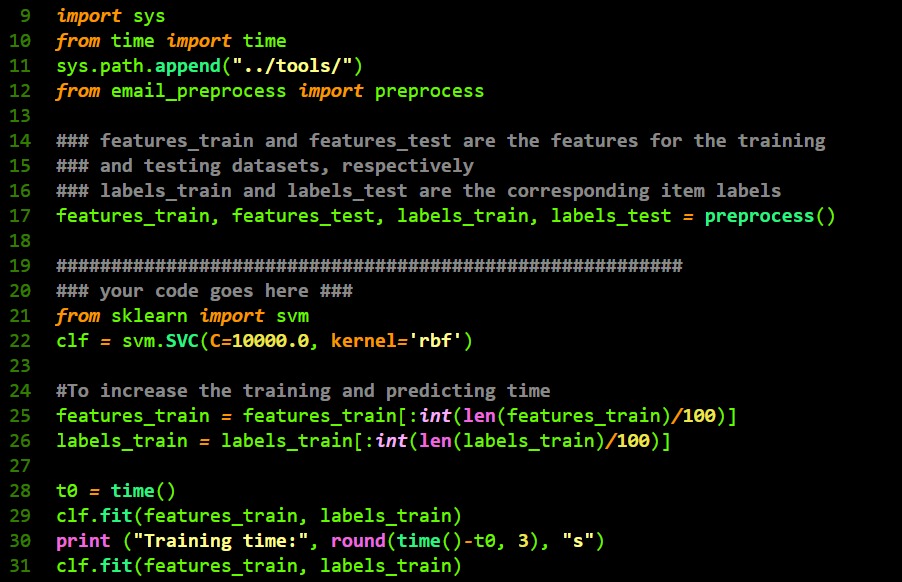 9 import sys
10 from time import time
11 sys.path.append("../tools/")
12 from email_preprocess import preprocess
13
14 ### features_train and features_test are the features for the training
15 ### and testing datasets, respectively
16 ### labels_train and labels_test are the corresponding item labels
17 features_train, features_test, labels_train, labels_test = preprocess()
18
19 #########################################################
20 ### your code goes here ###
21 from sklearn import svm
22 clf = svm.SVC(C=10000.0, kernel='rbf')
23
24 #To increase the training and predicting time
25 features_train = features_train[:int(len(features_train)/100)]
26 labels_train = labels_train[:int(len(labels_train)/100)]
27
28 t0 = time()
29 clf.fit(features_train, labels_train)
30 print ("Training time:", round(time()-t0, 3), "s")
31 clf.fit(features_train, labels_train)